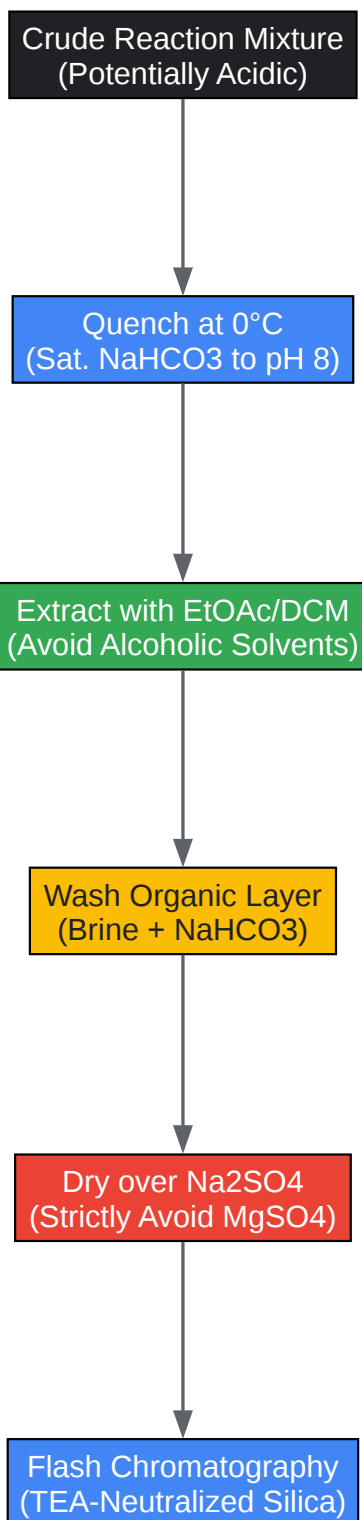 Crude Reaction Mixture
(Potentially Acidic)
Quench at 0°C
(Sat. NaHCO3 to pH 8)
Extract with EtOAc/DCM
(Avoid Alcoholic Solvents)
Wash Organic Layer
(Brine + NaHCO3)
Dry over Na2SO4
(Strictly Avoid MgSO4)
Flash Chromatography
(TEA-Neutralized Silica)